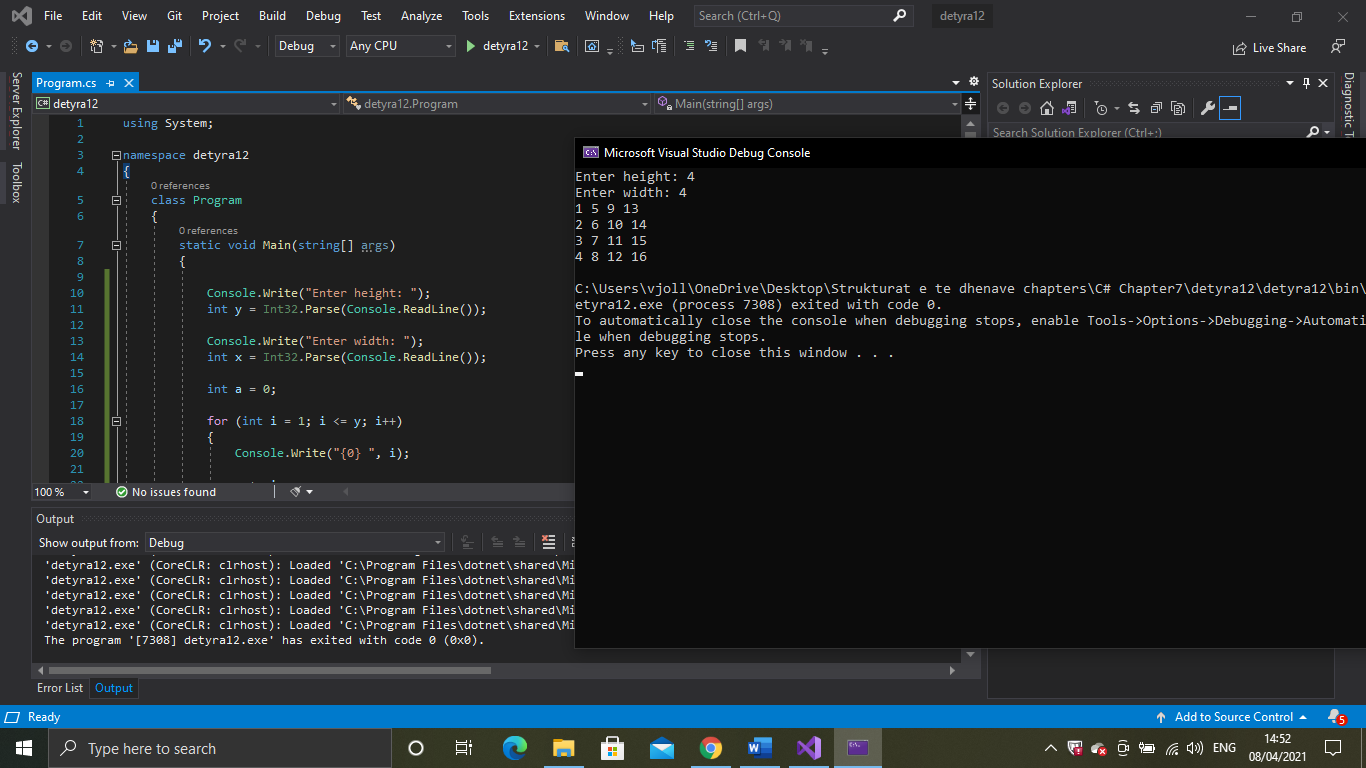 File Edit View Git Project Build Debug Test Analyze Tools Extensions Window Help Search (Ctrl+Q) detyra12
Debug Any CPU detyra12 Live Share
Server Explorer
Toolbox
Program.cs
detyra12 detyra12.Program Main(string[] args)
1 using System;
2
3 namespace detyra12
4 {
0 references
5 class Program
6 {
0 references
7 static void Main(string[] args)
8 {
9
10 Console.Write("Enter height: ");
11 int y = Int32.Parse(Console.ReadLine());
12
13 Console.Write("Enter width: ");
14 int x = Int32.Parse(Console.ReadLine());
15
16 int a = 0;
17
18 for (int i = 1; i <= y; i++)
19 {
20 Console.Write("{0} ", i);
21
100 % No issues found
Solution Explorer
Search Solution Explorer (Ctrl+;)
Diagnostic T
Microsoft Visual Studio Debug Console
Enter height: 4
Enter width: 4
1 5 9 13
2 6 10 14
3 7 11 15
4 8 12 16
C:\Users\vjoll\OneDrive\Desktop\Strukturat e te dhenave chapters\C# Chapter7\detyra12\detyra12\bin\
etyra12.exe (process 7308) exited with code 0.
To automatically close the console when debugging stops, enable Tools->Options->Debugging->Automati
le when debugging stops.
Press any key to close this window . . .
Output
Show output from: Debug
'detyra12.exe' (CoreCLR: clrhost): Loaded 'C:\Program Files\dotnet\shared\Mi
'detyra12.exe' (CoreCLR: clrhost): Loaded 'C:\Program Files\dotnet\shared\Mi
'detyra12.exe' (CoreCLR: clrhost): Loaded 'C:\Program Files\dotnet\shared\Mi
'detyra12.exe' (CoreCLR: clrhost): Loaded 'C:\Program Files\dotnet\shared\Mi
'detyra12.exe' (CoreCLR: clrhost): Loaded 'C:\Program Files\dotnet\shared\Mi
The program '[7308] detyra12.exe' has exited with code 0 (0x0).
Error List Output
Ready Add to Source Control 5
Type here to search ENG 14:52
08/04/2021